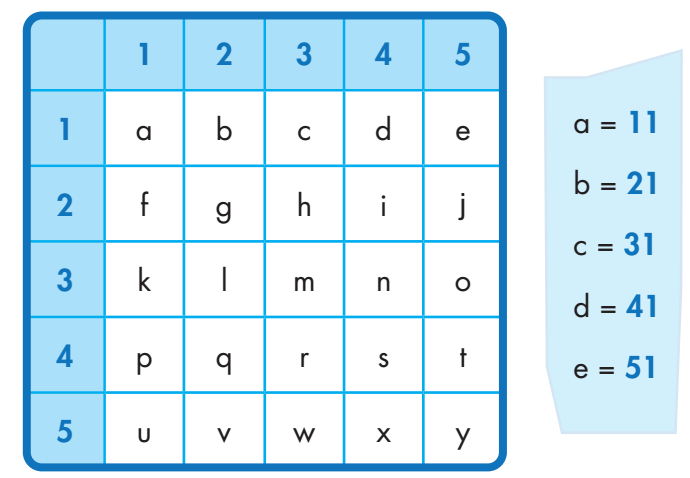 1 2 3 4 5
1 a b c d e
2 f g h i j
3 k l m n o
4 p q r s t
5 u v w x y
a = 11
b = 21
c = 31
d = 41
e = 51